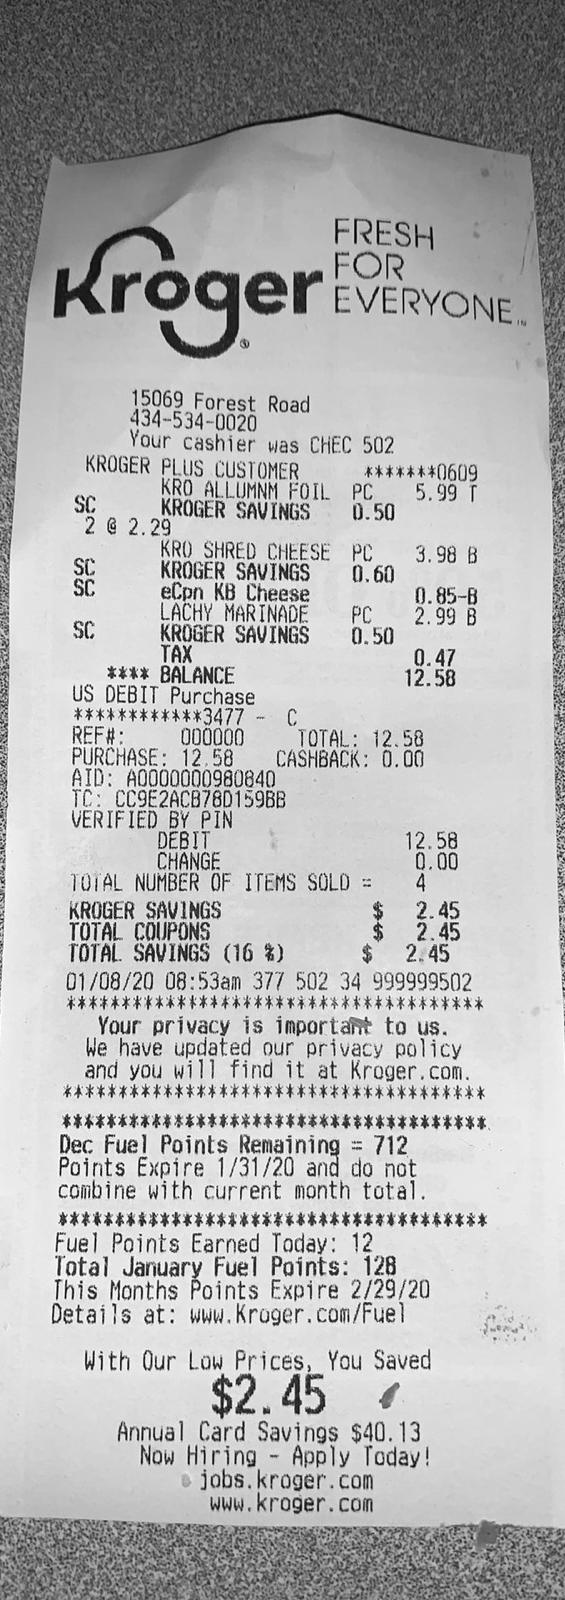 Kroger®
FRESH
FOR
EVERYONE™
15069 Forest Road
434-534-0020
Your cashier was CHEC 502
KROGER PLUS CUSTOMER *******0609
KRO ALLUMNM FOIL PC 5.99 T
SC KROGER SAVINGS 0.50
2 @ 2.29
KRO SHRED CHEESE PC 3.98 B
SC KROGER SAVINGS 0.60
SC eCpn KB Cheese 0.85-B
LACHY MARINADE PC 2.99 B
SC KROGER SAVINGS 0.50
TAX 0.47
**** BALANCE 12.58
US DEBIT Purchase
************3477 - C
REF#: 000000 TOTAL: 12.58
PURCHASE: 12.58 CASHBACK: 0.00
AID: A0000000980840
TC: CC9E2ACB78D159BB
VERIFIED BY PIN
DEBIT 12.58
CHANGE 0.00
TOTAL NUMBER OF ITEMS SOLD = 4
KROGER SAVINGS $ 2.45
TOTAL COUPONS $ 2.45
TOTAL SAVINGS (16 %) $ 2.45
01/08/20 08:53am 377 502 34 999999502
**************************************
Your privacy is important to us.
We have updated our privacy policy
and you will find it at Kroger.com.
**************************************
**************************************
Dec Fuel Points Remaining = 712
Points Expire 1/31/20 and do not
combine with current month total.
**************************************
Fuel Points Earned Today: 12
Total January Fuel Points: 128
This Months Points Expire 2/29/20
Details at: www.Kroger.com/Fuel
With Our Low Prices, You Saved
$2.45
Annual Card Savings $40.13
Now Hiring - Apply Today!
jobs.kroger.com
www.kroger.com